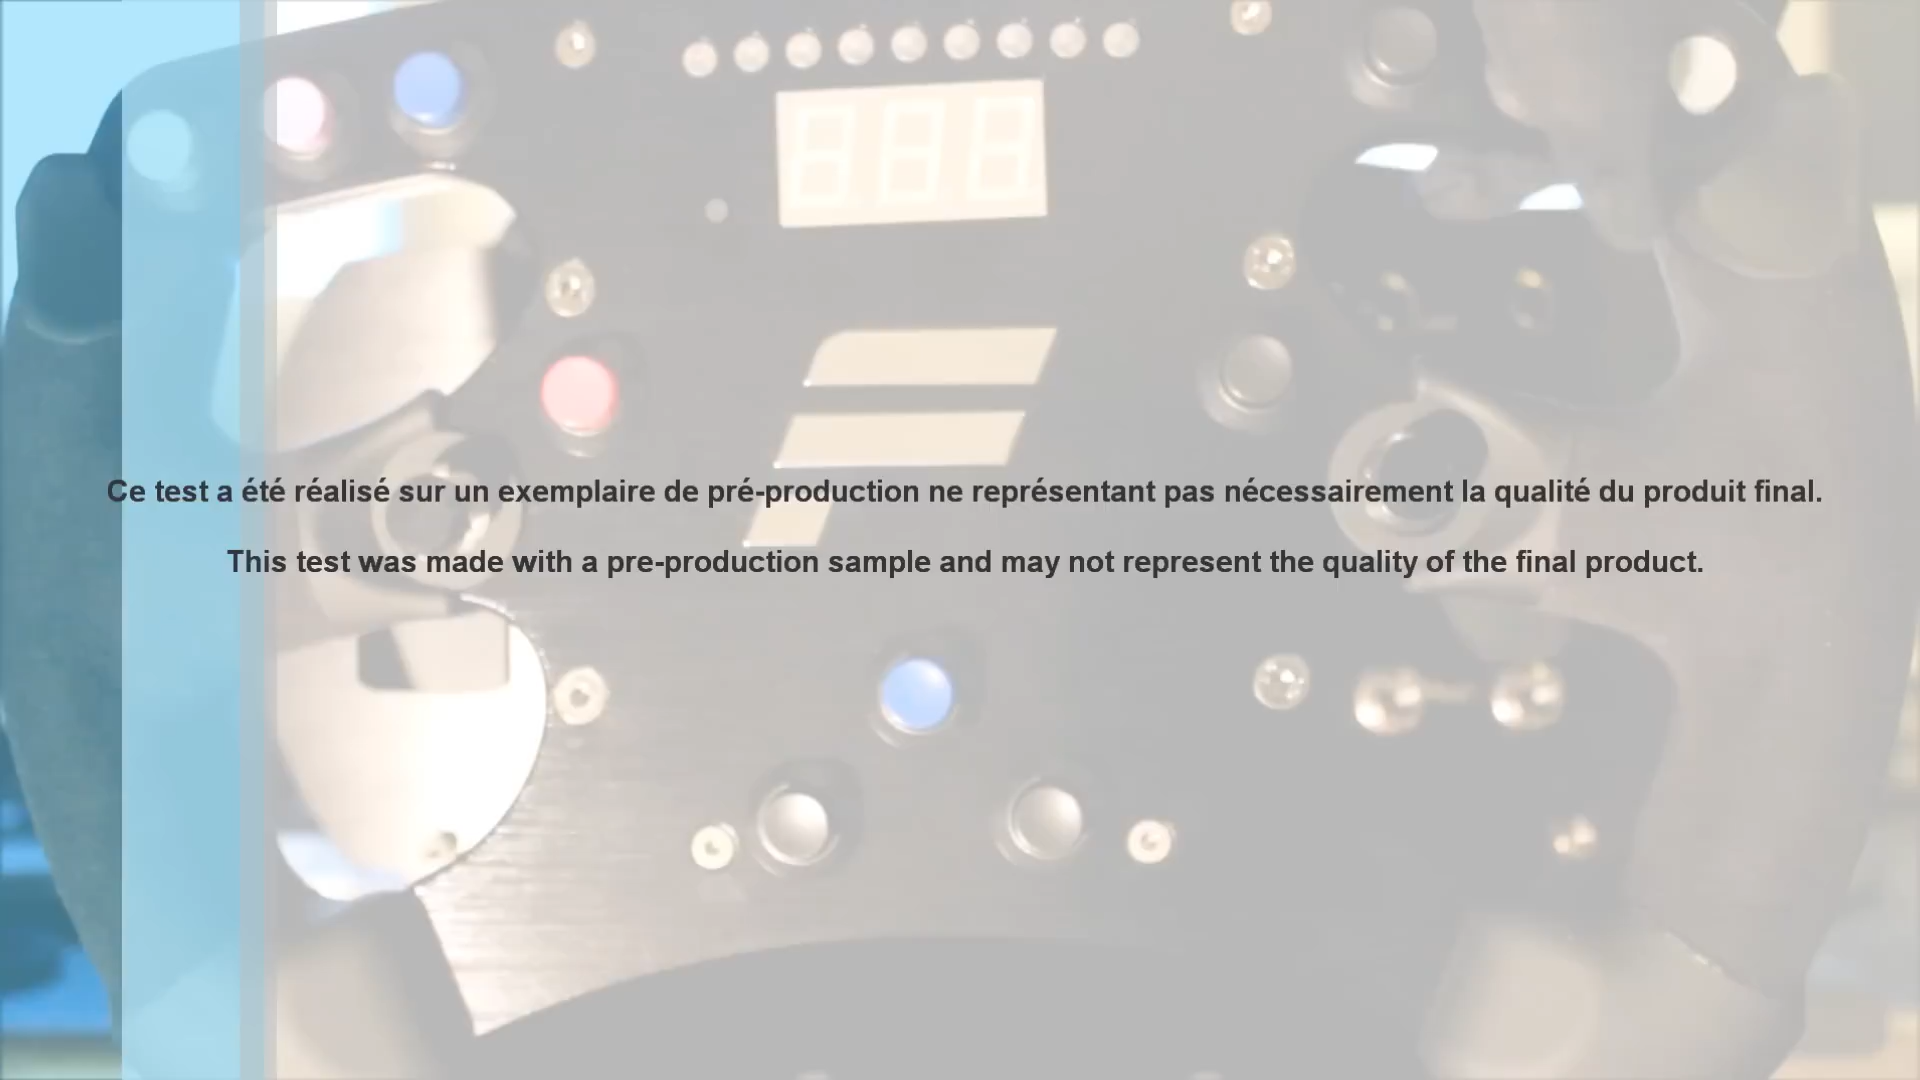 Ce test a été réalisé sur un exemplaire de pré-production ne représentant pas nécessairement la qualité du produit final.
This test was made with a pre-production sample and may not represent the quality of the final product.